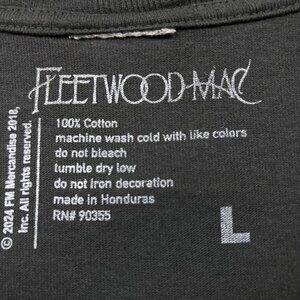 FLEETWOOD MAC
100% Cotton
machine wash cold with like colors
do not bleach
tumble dry low
do not iron decoration
made in Honduras
RN# 90355
L
© 2024 FM Mercandise 2018,
Inc. All rights reserved.